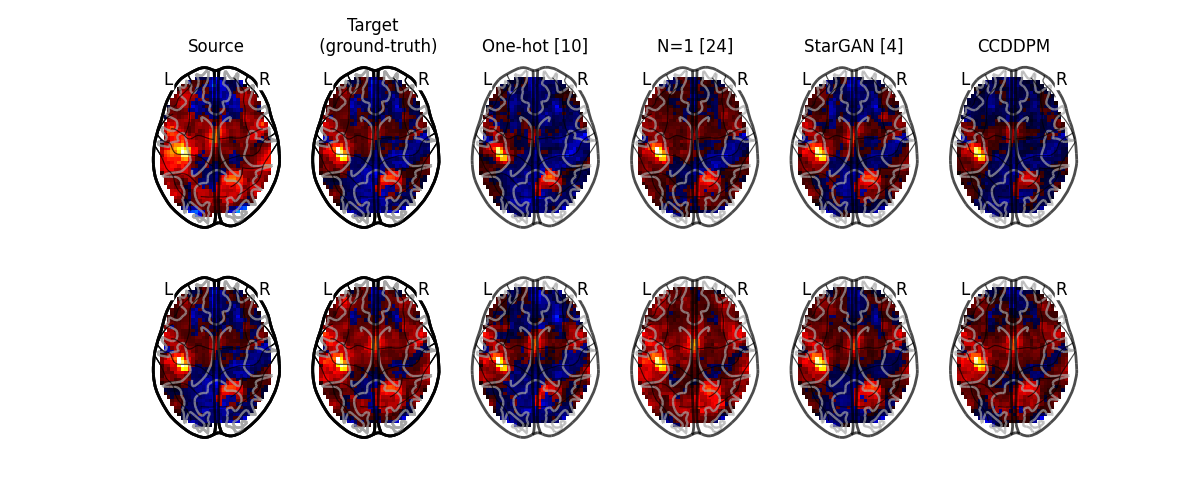 Source
Target
(ground-truth)
One-hot [10]
N=1 [24]
StarGAN [4]
CCDDPM
L R L R L R L R L R L R
L R L R L R L R L R L R